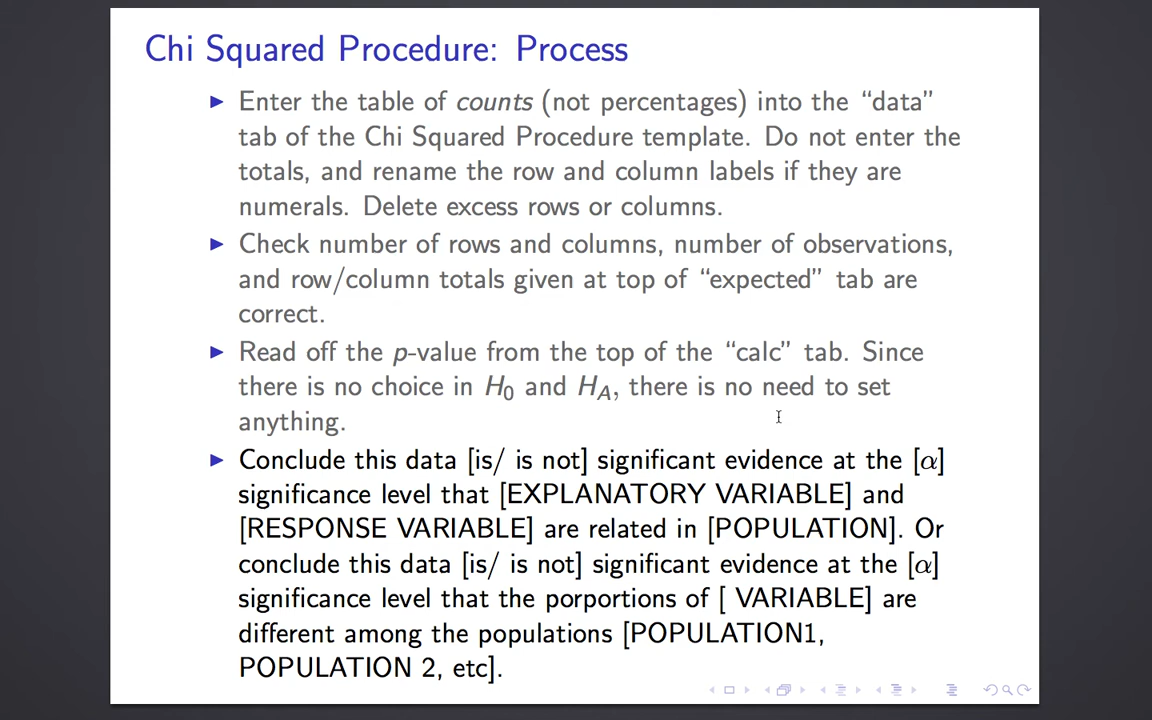 Chi Squared Procedure: Process
▶ Enter the table of counts (not percentages) into the “data”
tab of the Chi Squared Procedure template. Do not enter the
totals, and rename the row and column labels if they are
numerals. Delete excess rows or columns.
▶ Check number of rows and columns, number of observations,
and row/column totals given at top of “expected” tab are
correct.
▶ Read off the p-value from the top of the “calc” tab. Since
there is no choice in H₀ and H_A, there is no need to set
anything.
▶ Conclude this data [is/ is not] significant evidence at the [α]
significance level that [EXPLANATORY VARIABLE] and
[RESPONSE VARIABLE] are related in [POPULATION]. Or
conclude this data [is/ is not] significant evidence at the [α]
significance level that the porportions of [ VARIABLE] are
different among the populations [POPULATION1,
POPULATION 2, etc].